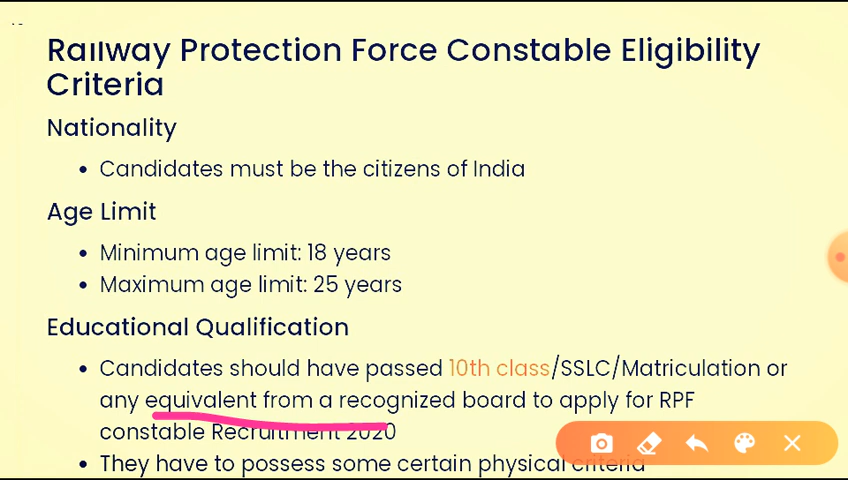 Railway Protection Force Constable Eligibility
Criteria
Nationality
• Candidates must be the citizens of India
Age Limit
• Minimum age limit: 18 years
• Maximum age limit: 25 years
Educational Qualification
• Candidates should have passed 10th class/SSLC/Matriculation or
any equivalent from a recognized board to apply for RPF
constable Recruitment 2020
• They have to possess some certain physical criteria